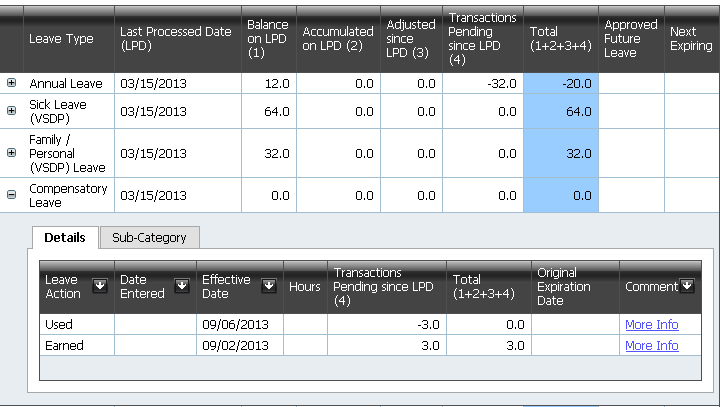 Leave Type Last Processed Date (LPD) Balance on LPD (1) Accumulated on LPD (2) Adjusted since LPD (3) Transactions Pending since LPD (4) Total (1+2+3+4) Approved Future Leave Next Expiring
Annual Leave 03/15/2013 12.0 0.0 0.0 -32.0 -20.0
Sick Leave (VSDP) 03/15/2013 64.0 0.0 0.0 0.0 64.0
Family / Personal (VSDP) Leave 03/15/2013 32.0 0.0 0.0 0.0 32.0
Compensatory Leave 03/15/2013 0.0 0.0 0.0 0.0 0.0
Details Sub-Category
Leave Action Date Entered Effective Date Hours Transactions Pending since LPD (4) Total (1+2+3+4) Original Expiration Date Comment
Used 09/06/2013 -3.0 0.0 More Info
Earned 09/02/2013 3.0 3.0 More Info